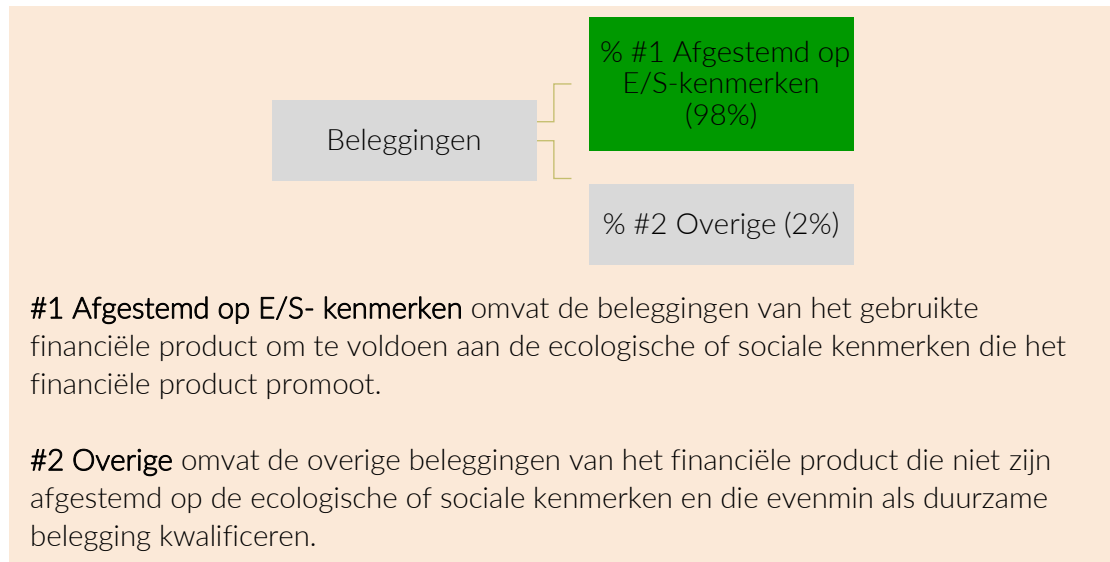 % #1 Afgestemd op
E/S-kenmerken
(98%)
Beleggingen
% #2 Overige (2%)
#1 Afgestemd op E/S- kenmerken omvat de beleggingen van het gebruikte
financiële product om te voldoen aan de ecologische of sociale kenmerken die het
financiële product promoot.
#2 Overige omvat de overige beleggingen van het financiële product die niet zijn
afgestemd op de ecologische of sociale kenmerken en die evenmin als duurzame
belegging kwalificeren.